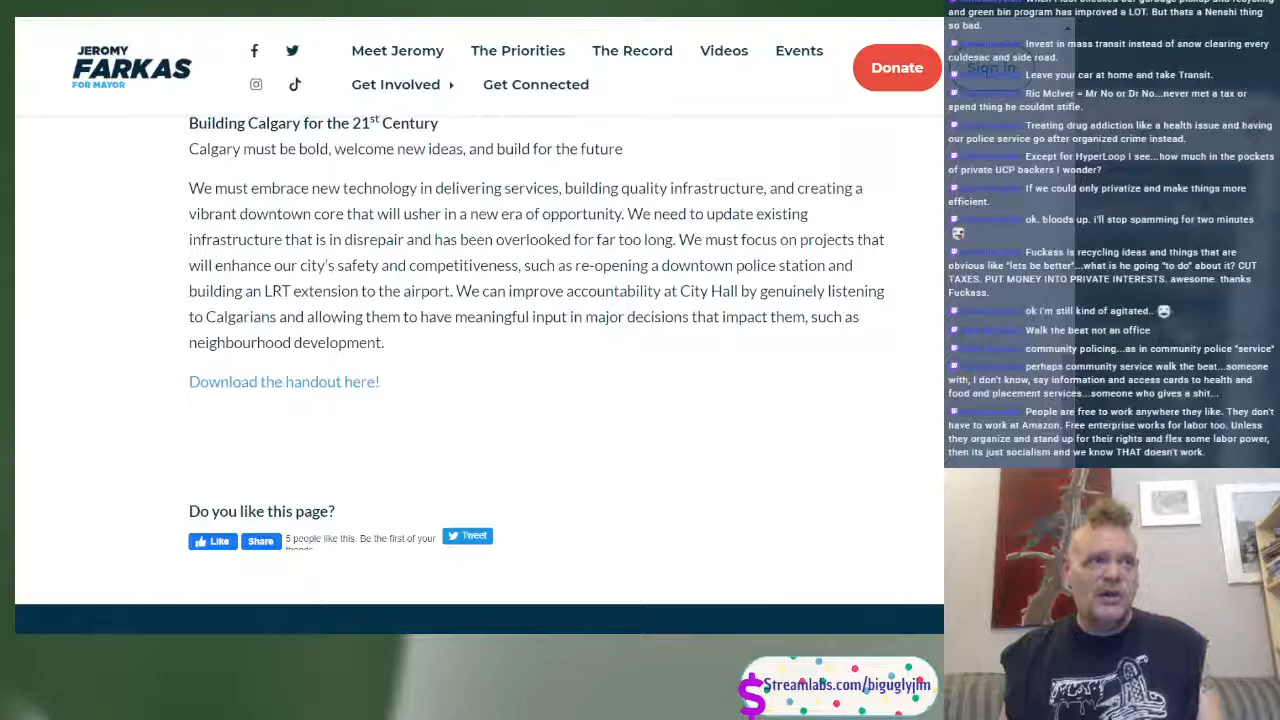 JEROMY
FARKAS
FOR MAYOR
Meet Jeromy
The Priorities
The Record
Videos
Events
Get Involved
Get Connected
Donate
Sign In
Building Calgary for the 21st Century
Calgary must be bold, welcome new ideas, and build for the future
We must embrace new technology in delivering services, building quality infrastructure, and creating a
vibrant downtown core that will usher in a new era of opportunity. We need to update existing
infrastructure that is in disrepair and has been overlooked for far too long. We must focus on projects that
will enhance our city's safety and competitiveness, such as re-opening a downtown police station and
building an LRT extension to the airport. We can improve accountability at City Hall by genuinely listening
to Calgarians and allowing them to have meaningful input in major decisions that impact them, such as
neighbourhood development.
Download the handout here!
Do you like this page?
Like
Share
5 people like this. Be the first of your
friends.
Tweet
and green bin program has improved a LOT. But thats a Nenshi thing
so bad.
Invest in mass transit instead of snow clearing every
culdesac and side road.
Leave your car at home and take Transit.
Ric McIver = Mr No or Dr No...never met a tax or
spend thing he couldnt stifle.
Treating drug addiction like a health issue and having
our police service go after organized crime instead.
Except for HyperLoop I see...how much in the pockets
of private UCP backers I wonder?
If we could only privatize and make things more
efficient.
ok. bloods up. i'll stop spamming for two minutes
Fuckass is recycling ideas and things that are
obvious like "lets be better"...what is he going "to do" about it? CUT
TAXES. PUT MONEY INTO PRIVATE INTERESTS. awesome. thanks
Fuckass.
ok i'm still kind of agitated..
Walk the beat not an office
community policing...as in community police "service"
perhaps community service walk the beat...someone
with, I don't know, say information and access cards to health and
food and placement services...someone who gives a shit...
People are free to work anywhere they like. They don't
have to work at Amazon. Free enterprise works for labor too. Unless
they organize and stand up for their rights and flex some labor power,
then its just socialism and we know THAT doesn't work.
Streamlabs.com/biguglyjim